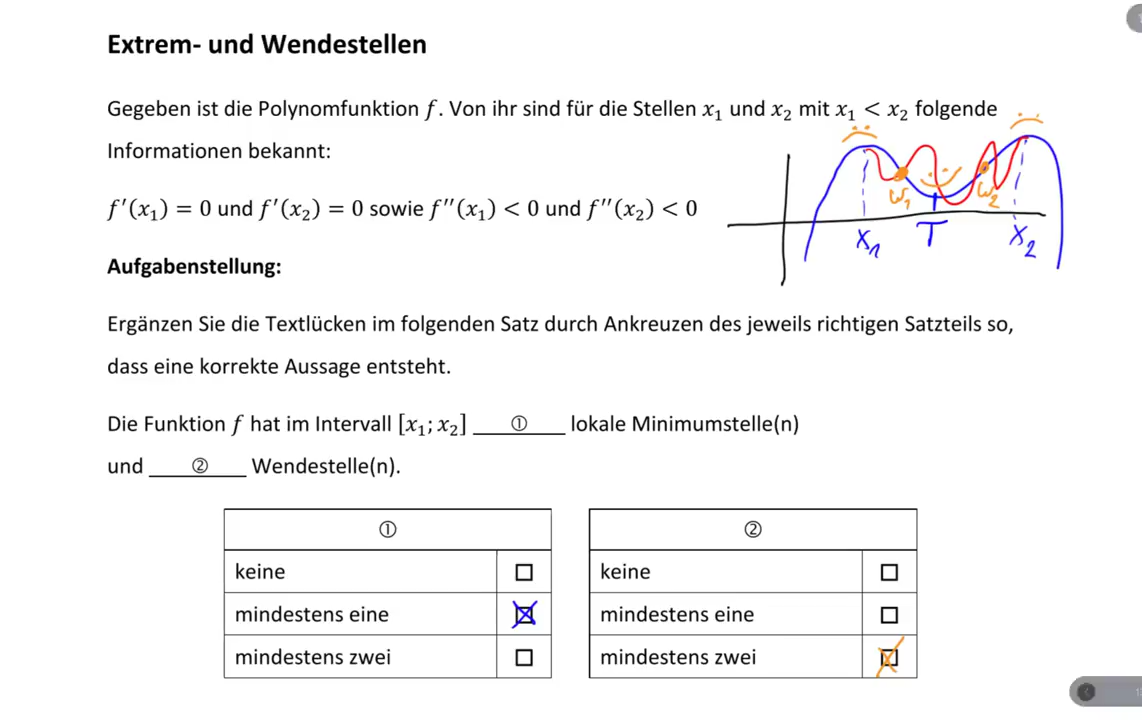 Extrem- und Wendestellen
Gegeben ist die Polynomfunktion f. Von ihr sind für die Stellen x₁ und x₂ mit x₁ < x₂ folgende
Informationen bekannt:
f′(x₁) = 0 und f′(x₂) = 0 sowie f″(x₁) < 0 und f″(x₂) < 0
W₁
W₂
x₁
T
x₂
Aufgabenstellung:
Ergänzen Sie die Textlücken im folgenden Satz durch Ankreuzen des jeweils richtigen Satzteils so,
dass eine korrekte Aussage entsteht.
Die Funktion f hat im Intervall [x₁; x₂] ① lokale Minimumstelle(n)
und ② Wendestelle(n).
①
keine
mindestens eine
mindestens zwei
②
keine
mindestens eine
mindestens zwei